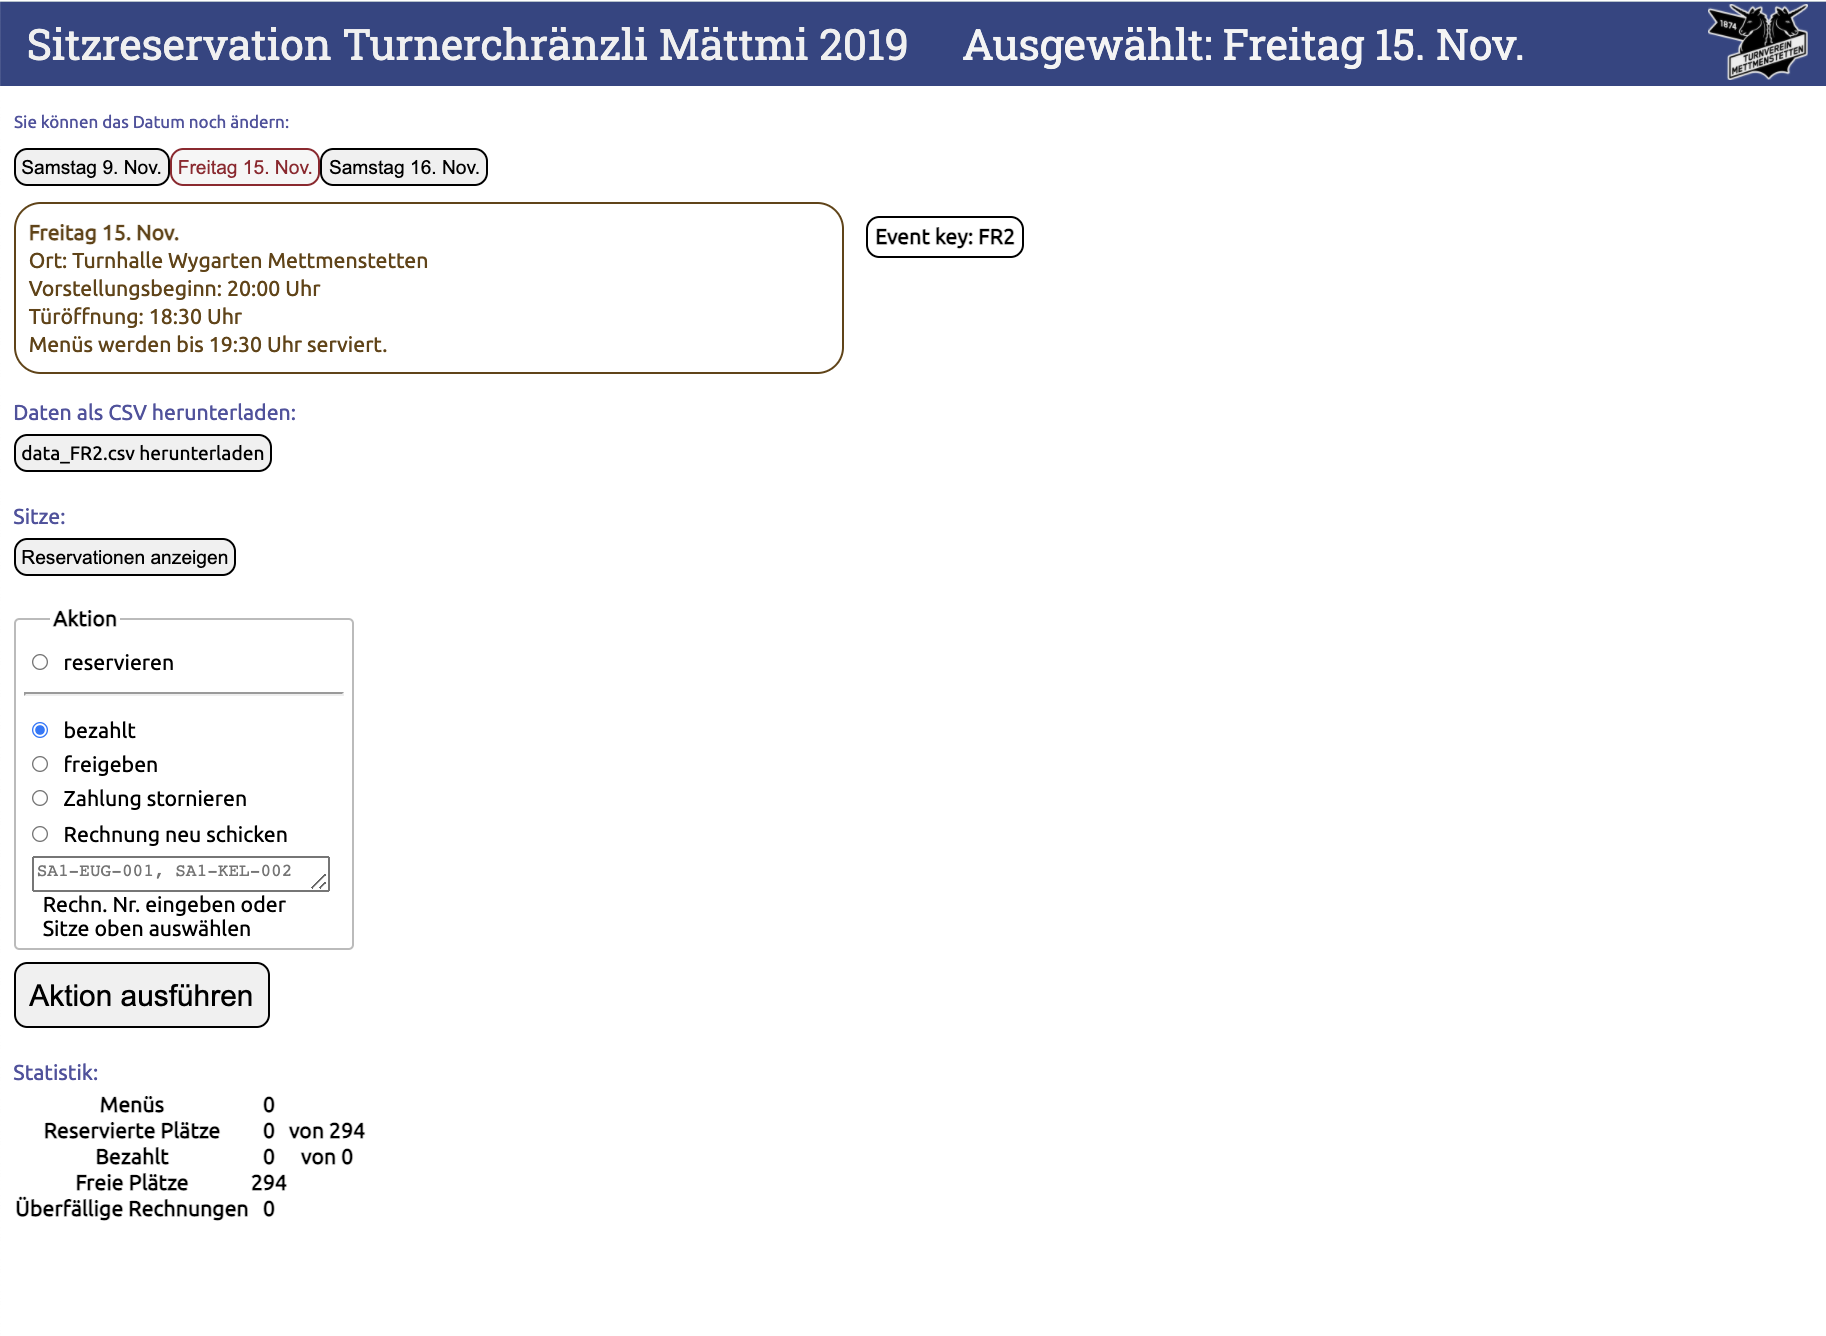 Sitzreservation Turnerchränzli Mättmi 2019 Ausgewählt: Freitag 15. Nov.
1874
TURNVEREIN
METTMENSTETTEN
Sie können das Datum noch ändern:
Samstag 9. Nov. Freitag 15. Nov. Samstag 16. Nov.
Freitag 15. Nov.
Ort: Turnhalle Wygarten Mettmenstetten
Vorstellungsbeginn: 20:00 Uhr
Türöffnung: 18:30 Uhr
Menüs werden bis 19:30 Uhr serviert.
Event key: FR2
Daten als CSV herunterladen:
data_FR2.csv herunterladen
Sitze:
Reservationen anzeigen
Aktion
reservieren
bezahlt
freigeben
Zahlung stornieren
Rechnung neu schicken
SA1-EUG-001, SA1-KEL-002
Rechn. Nr. eingeben oder
Sitze oben auswählen
Aktion ausführen
Statistik:
Menüs 0
Reservierte Plätze 0 von 294
Bezahlt 0 von 0
Freie Plätze 294
Überfällige Rechnungen 0